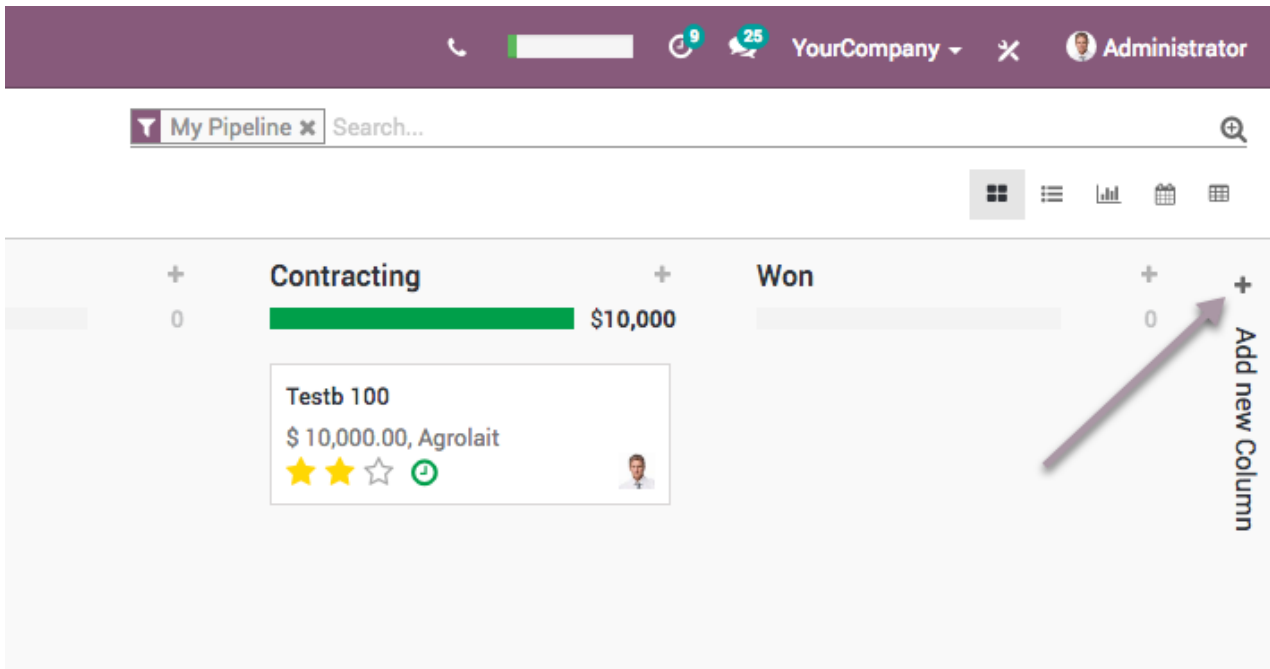 9
25
YourCompany
Administrator
My Pipeline
Search...
Contracting
Won
0
$10,000
0
Testb 100
$ 10,000.00, Agrolait
Add new Column